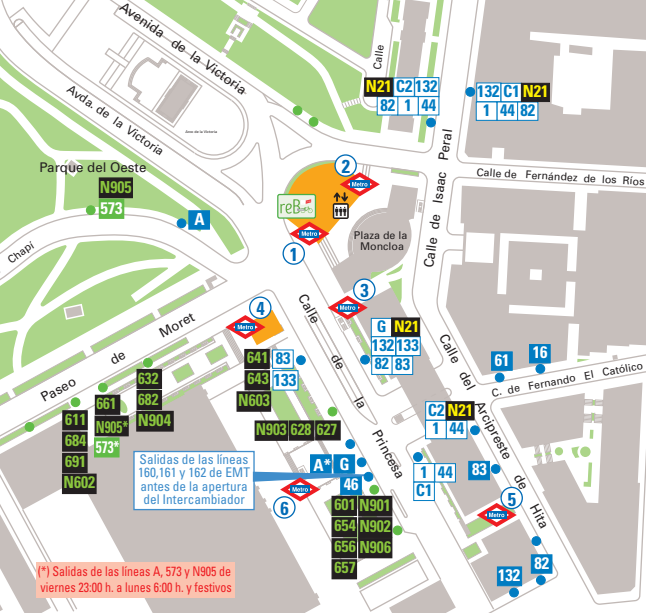 Avenida de la Victoria
Calle
N21 C2 132
82 1 44
132 C1 N21
1 44 82
Avda. de la Victoria
Arco de la Victoria
Calle de Isaac Peral
Parque del Oeste
N905
573
A
Chapi
2
Metro
Calle de Fernández de los Ríos
Metro
1
Plaza de la
Moncloa
3
Metro
4
Metro
Paseo de Moret
Calle de la Princesa
G N21
132 133
82 83
Calle del Arcipreste de Hita
61
16
C. de Fernando El Católico
641
643
N603
83
133
632
682
N904
661
N905*
573*
611
684
691
N602
N903 628 627
C2 N21
1 44
Salidas de las líneas
160,161 y 162 de EMT
antes de la apertura
del Intercambiador
A* G
46
Metro
6
1 44
C1
83
5
Metro
601 N901
654 N902
656 N906
657
132
82
(*) Salidas de las líneas A, 573 y N905 de
viernes 23:00 h. a lunes 6:00 h. y festivos